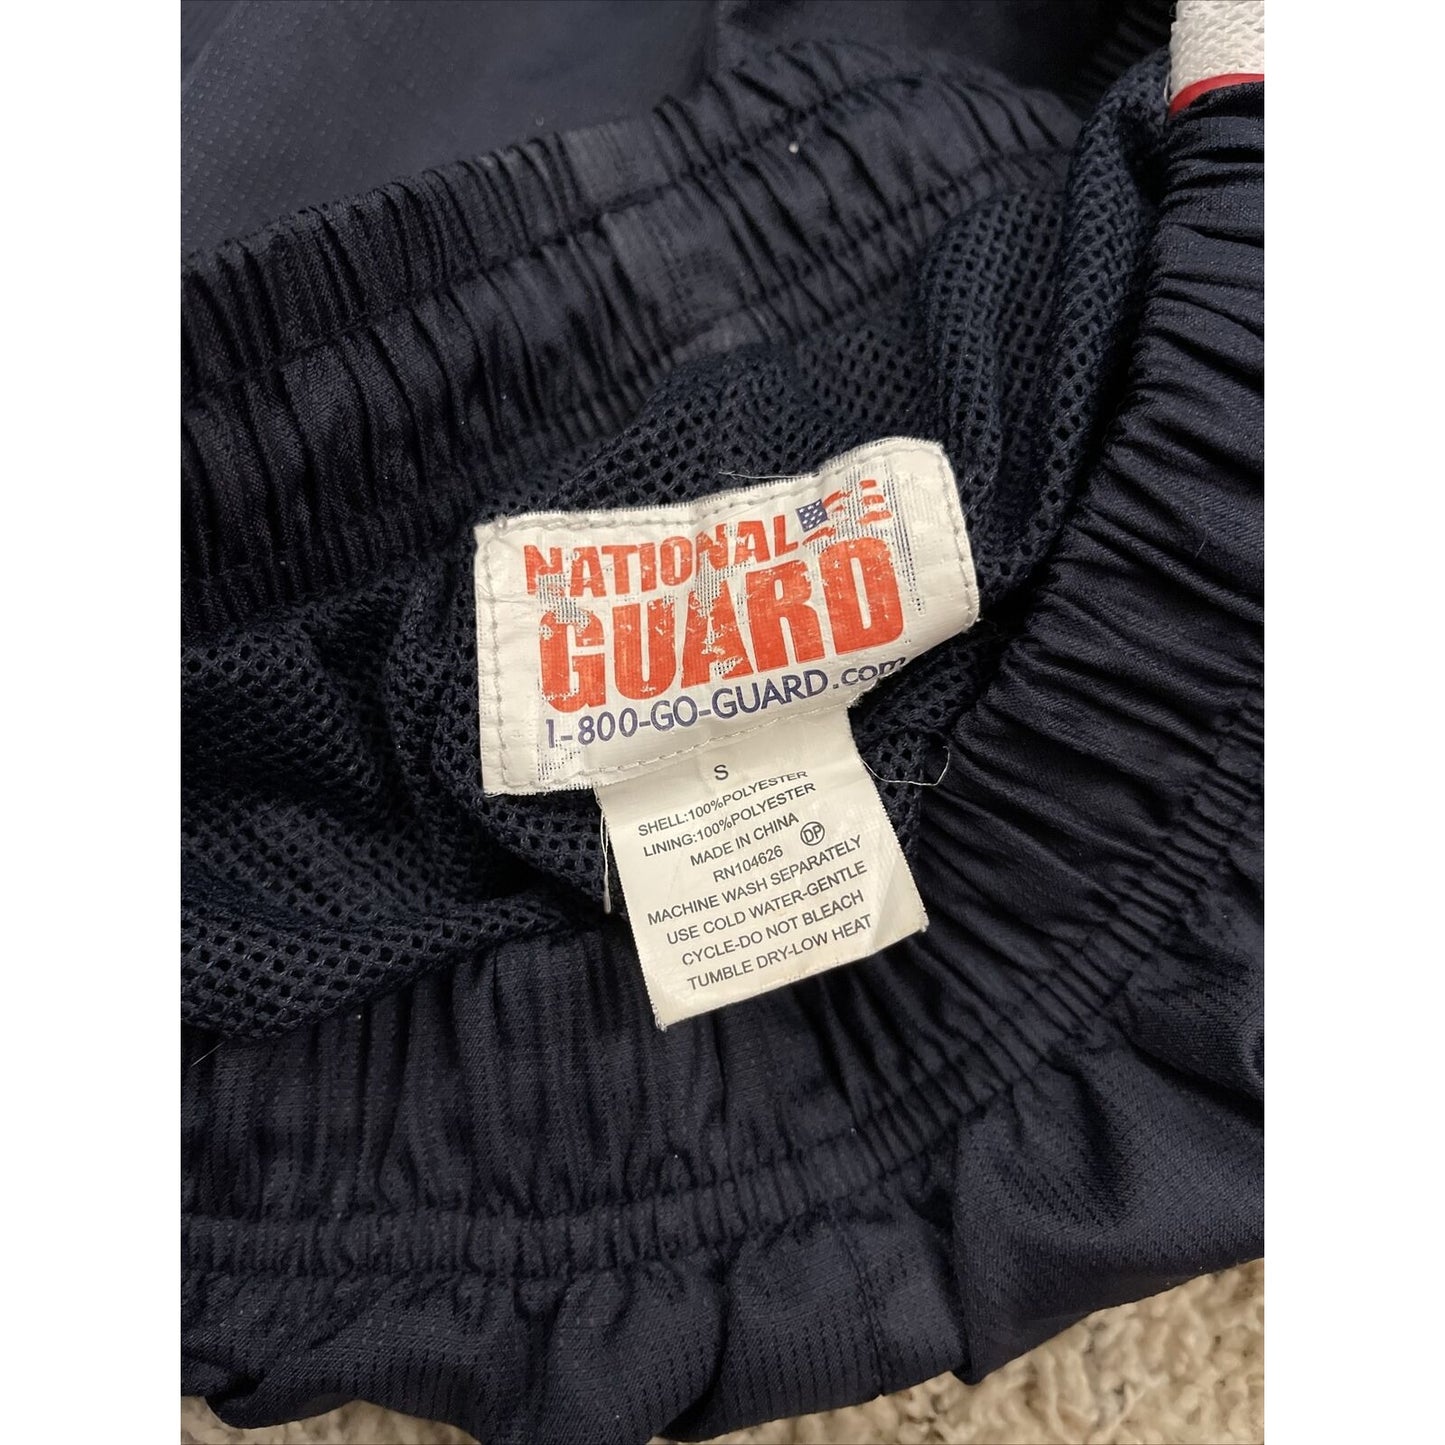 NATIONAL
GUARD
1-800-GO-GUARD.com
S
SHELL:100%POLYESTER
LINING:100%POLYESTER
MADE IN CHINA
RN104626 DP
MACHINE WASH SEPARATELY
USE COLD WATER-GENTLE
CYCLE-DO NOT BLEACH
TUMBLE DRY-LOW HEAT